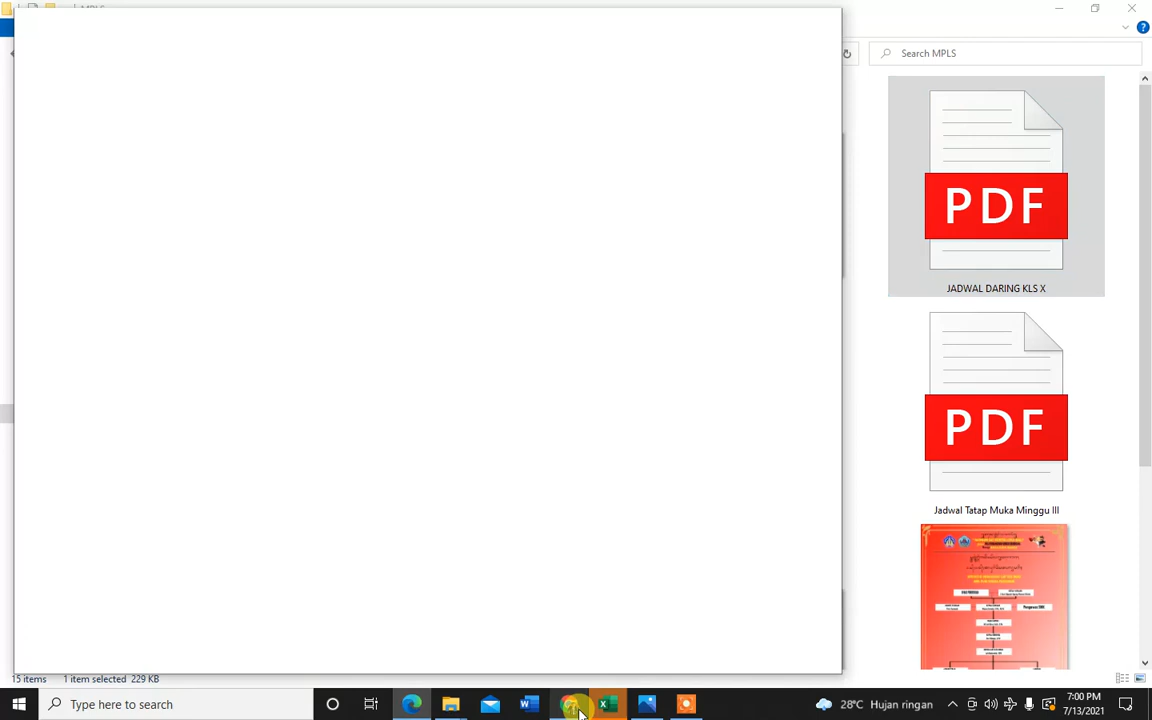 Search MPLS
PDF
JADWAL DARING KLS X
PDF
Jadwal Tatap Muka Minggu III
15 items
1 item selected 229 KB
Type here to search
28°C Hujan ringan
7:00 PM
7/13/2021